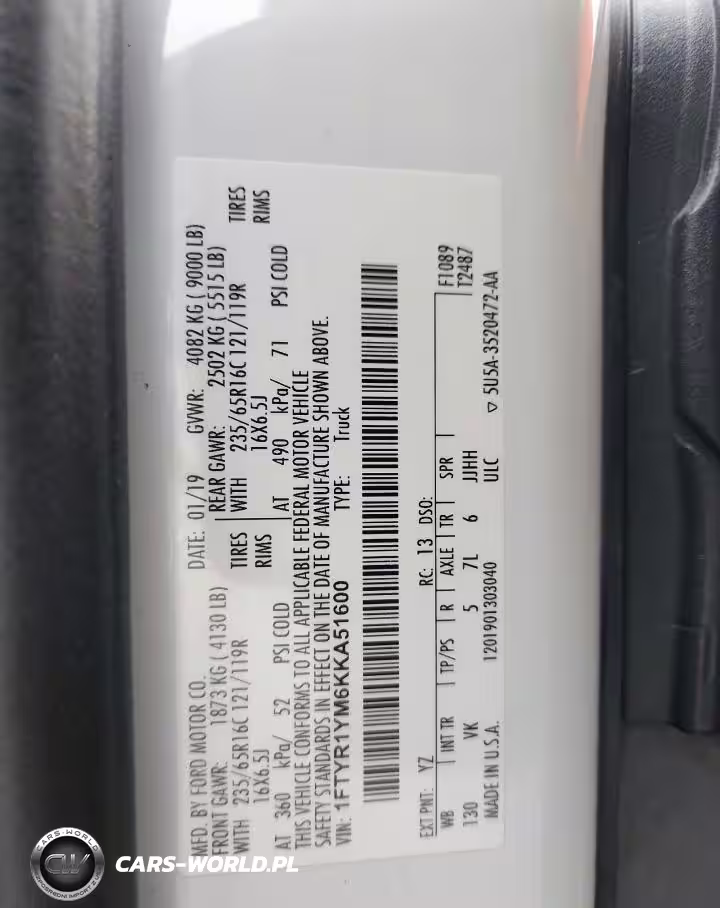 MFD. BY FORD MOTOR CO.
DATE: 01/19
GVWR: 4082 KG ( 9000 LB)
FRONT GAWR: 1873 KG ( 4130 LB)
REAR GAWR: 2502 KG ( 5515 LB)
WITH 235/65R16C 121/119R TIRES
WITH 235/65R16C 121/119R TIRES
16X6.5J RIMS
16X6.5J RIMS
AT 360 kPa/ 52 PSI COLD
AT 490 kPa/ 71 PSI COLD
THIS VEHICLE CONFORMS TO ALL APPLICABLE FEDERAL MOTOR VEHICLE
SAFETY STANDARDS IN EFFECT ON THE DATE OF MANUFACTURE SHOWN ABOVE.
VIN: 1FTYR1YM6KKA51600
TYPE: Truck
EXT PNT: YZ RC: 13 DSO:
F1089
WB INT TR TP/PS R AXLE TR SPR
T2487
130 VK 5 7L 6 JJHH
MADE IN U.S.A. 1201901303040 ULC
▽ 5U5A-3520472-AA
CARS-WORLD
CW
CARS-WORLD.PL